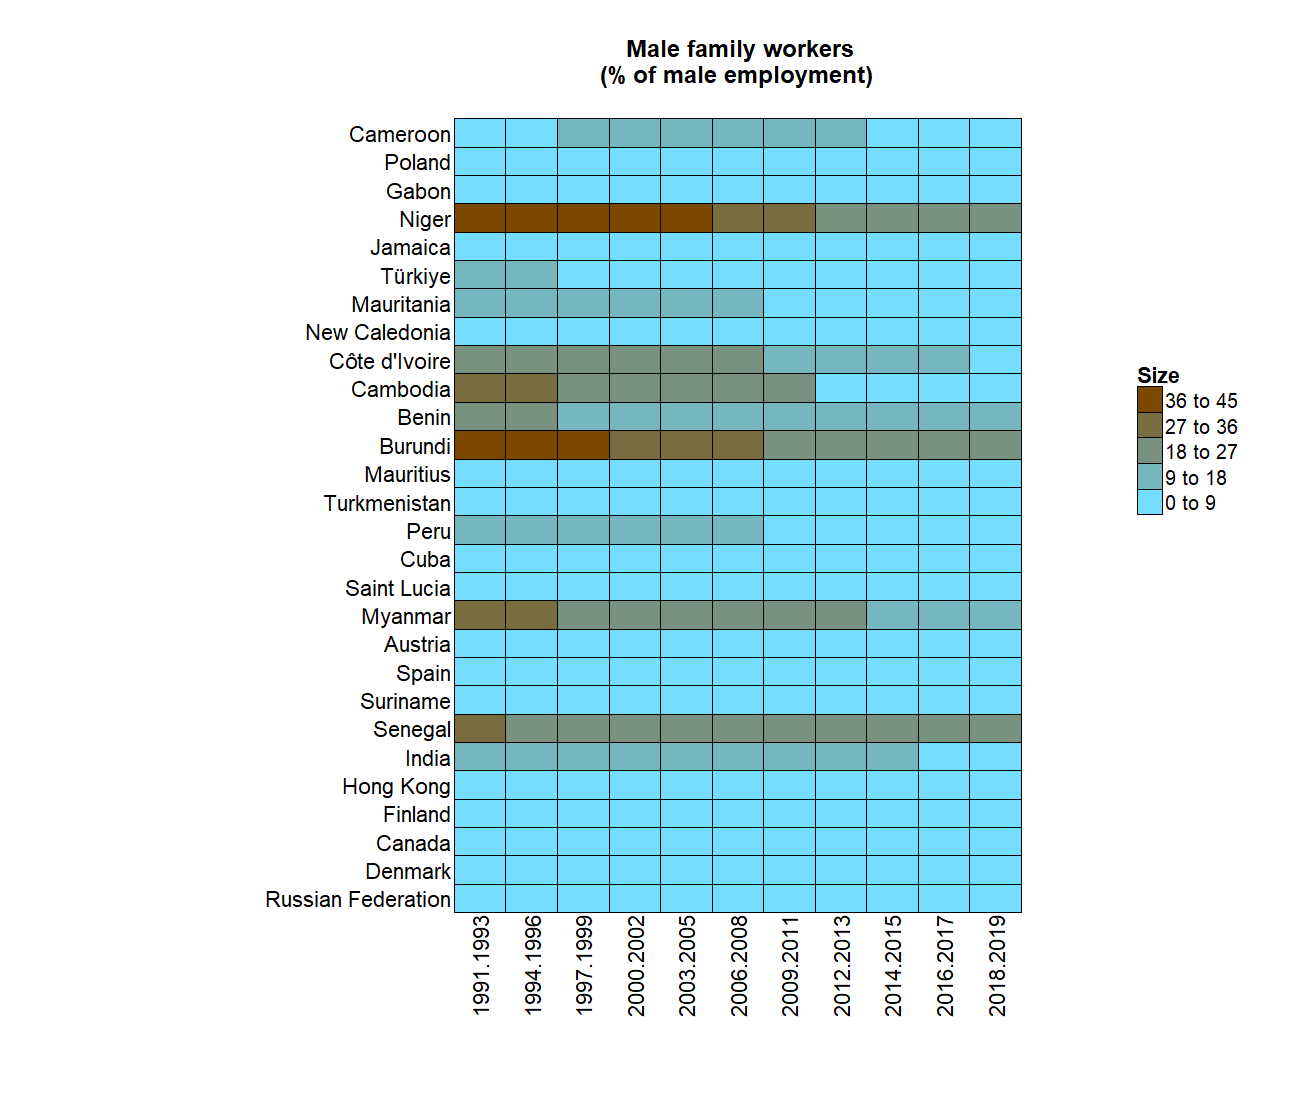 Male family workers
(% of male employment)
Cameroon
Poland
Gabon
Niger
Jamaica
Türkiye
Mauritania
New Caledonia
Côte d'Ivoire
Cambodia
Benin
Burundi
Mauritius
Turkmenistan
Peru
Cuba
Saint Lucia
Myanmar
Austria
Spain
Suriname
Senegal
India
Hong Kong
Finland
Canada
Denmark
Russian Federation
1991.1993
1994.1996
1997.1999
2000.2002
2003.2005
2006.2008
2009.2011
2012.2013
2014.2015
2016.2017
2018.2019
Size
36 to 45
27 to 36
18 to 27
9 to 18
0 to 9